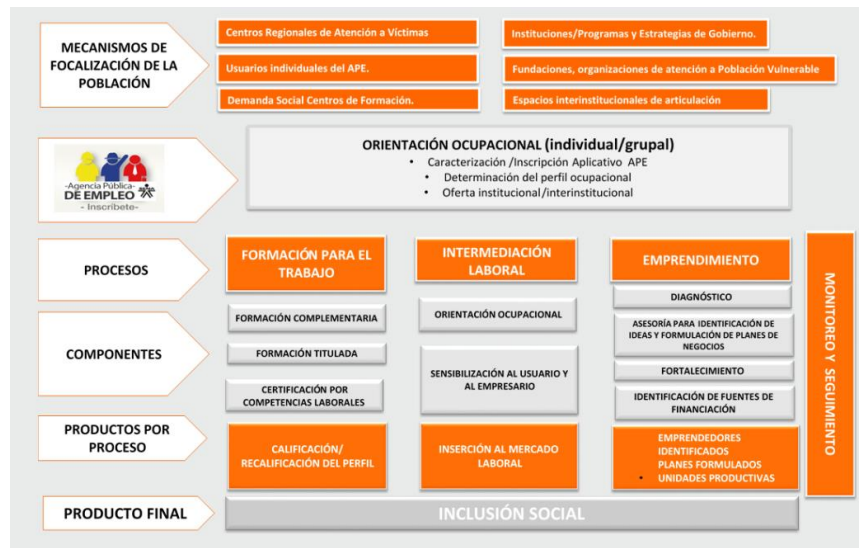 MECANISMOS DE
FOCALIZACIÓN DE LA
POBLACIÓN
Centros Regionales de Atención a Víctimas
Instituciones/Programas y Estrategias de Gobierno.
Usuarios individuales del APE.
Fundaciones, organizaciones de atención a Población Vulnerable
Demanda Social Centros de Formación.
Espacios interinstitucionales de articulación
-Agencia Pública-
DE EMPLEO
- Inscríbete-
ORIENTACIÓN OCUPACIONAL (individual/grupal)
• Caracterización /Inscripción Aplicativo APE
• Determinación del perfil ocupacional
• Oferta institucional/interinstitucional
PROCESOS
FORMACIÓN PARA EL
TRABAJO
INTERMEDIACIÓN
LABORAL
EMPRENDIMIENTO
MONITOREO Y SEGUIMIENTO
COMPONENTES
FORMACIÓN COMPLEMENTARIA
FORMACIÓN TITULADA
CERTIFICACIÓN POR
COMPETENCIAS LABORALES
ORIENTACIÓN OCUPACIONAL
SENSIBILIZACIÓN AL USUARIO Y
AL EMPRESARIO
DIAGNÓSTICO
ASESORÍA PARA IDENTIFICACIÓN DE
IDEAS Y FORMULACIÓN DE PLANES DE
NEGOCIOS
FORTALECIMIENTO
IDENTIFICACIÓN DE FUENTES DE
FINANCIACIÓN
PRODUCTOS POR
PROCESO
CALIFICACIÓN/
RECALIFICACIÓN DEL PERFIL
INSERCIÓN AL MERCADO
LABORAL
EMPRENDEDORES
IDENTIFICADOS
PLANES FORMULADOS
• UNIDADES PRODUCTIVAS
PRODUCTO FINAL
INCLUSIÓN SOCIAL